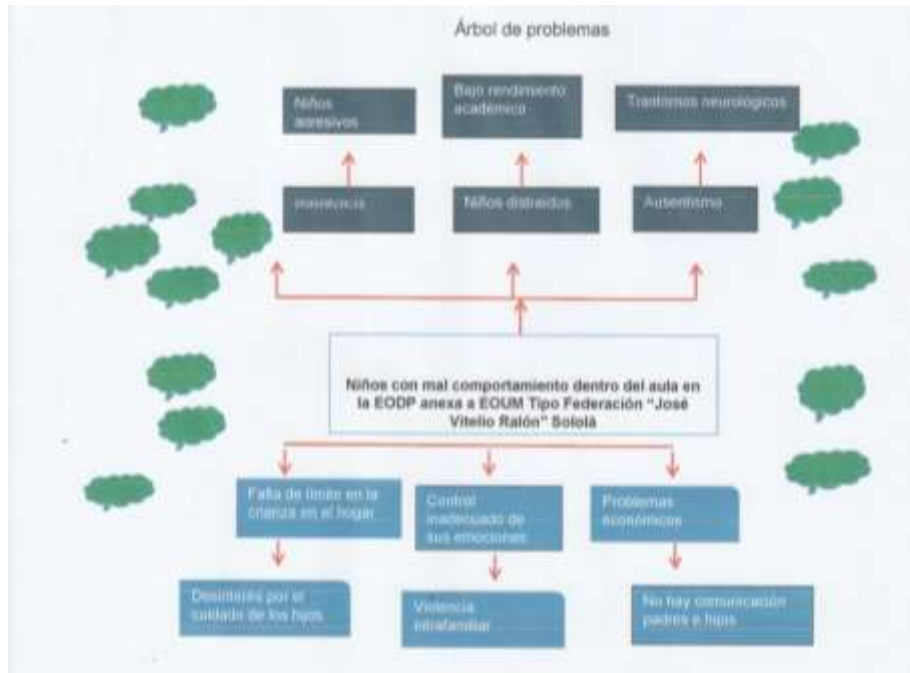 Árbol de problemas
Niños
agresivos
Bajo rendimiento
académico
Trantornos neurológicos
Niños distraídos
Ausentismo
Niños con mal comportamiento dentro del aula en
la EODP anexa a EOUM Tipo Federación “José
Vitelio Ralón” Sololá
Falta de límite en la
crianza en el hogar
Control
inadecuado de
sus emociones
Problemas
económicos
Desinterés por el
cuidado de los hijos
Violencia
intrafamiliar
No hay comunicación
padres e hijos